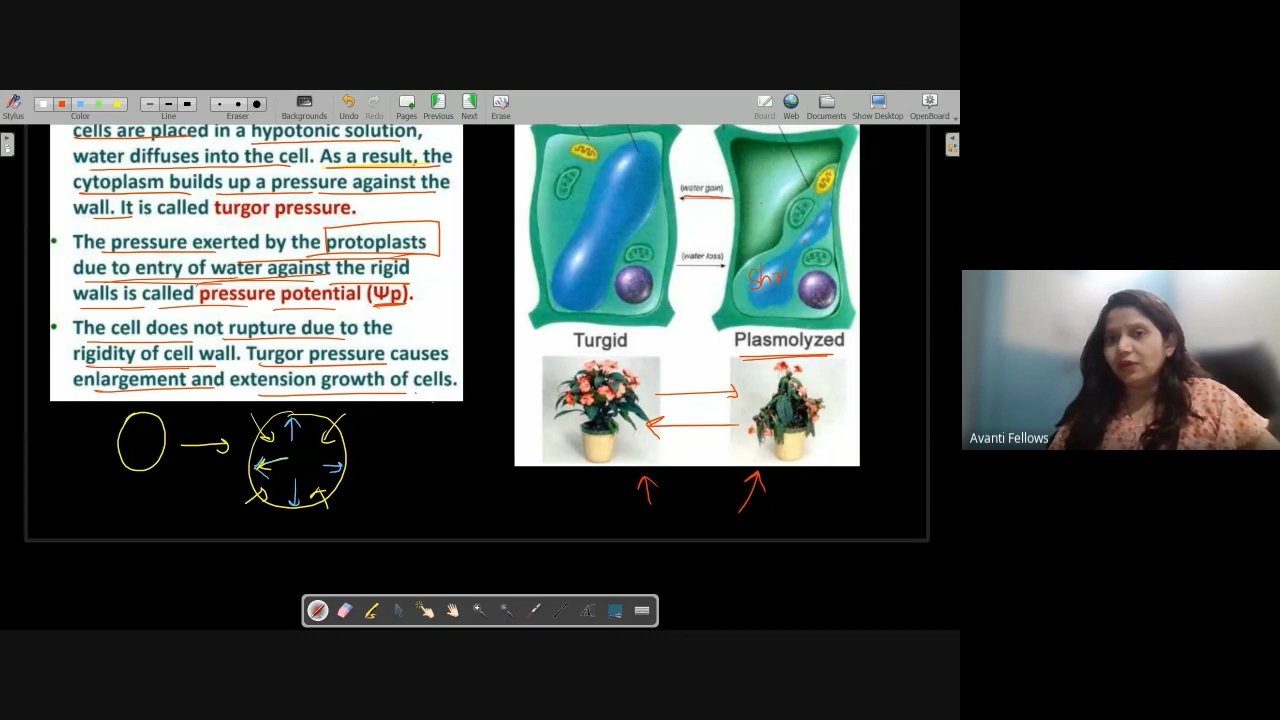 Stylus
Color
Line
Eraser
Backgrounds
Undo
Redo
Pages
Previous
Next
Erase
Board
Web
Documents
Show Desktop
OpenBoard
cells are placed in a hypotonic solution,
water diffuses into the cell. As a result, the
cytoplasm builds up a pressure against the
wall. It is called turgor pressure.
• The pressure exerted by the protoplasts
due to entry of water against the rigid
walls is called pressure potential (Ψp).
• The cell does not rupture due to the
rigidity of cell wall. Turgor pressure causes
enlargement and extension growth of cells.
(water gain)
(water loss)
Turgid
Plasmolyzed
Avanti Fellows